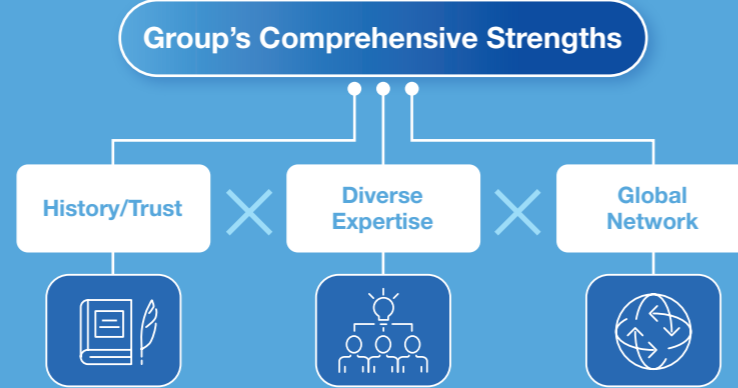 Group's Comprehensive Strengths
History/Trust
Diverse
Expertise
Global
Network